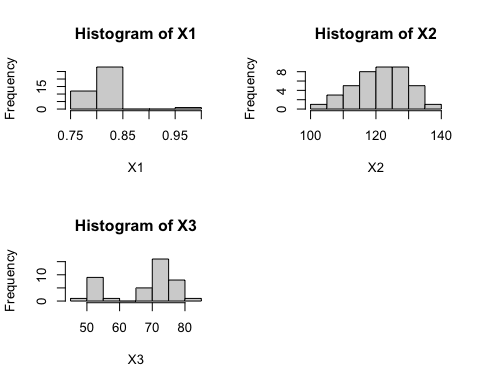 Histogram of X1
Frequency
0 15
0.75 0.85 0.95
X1
Histogram of X2
Frequency
0 4 8
100 120 140
X2
Histogram of X3
Frequency
0 10
50 60 70 80
X3